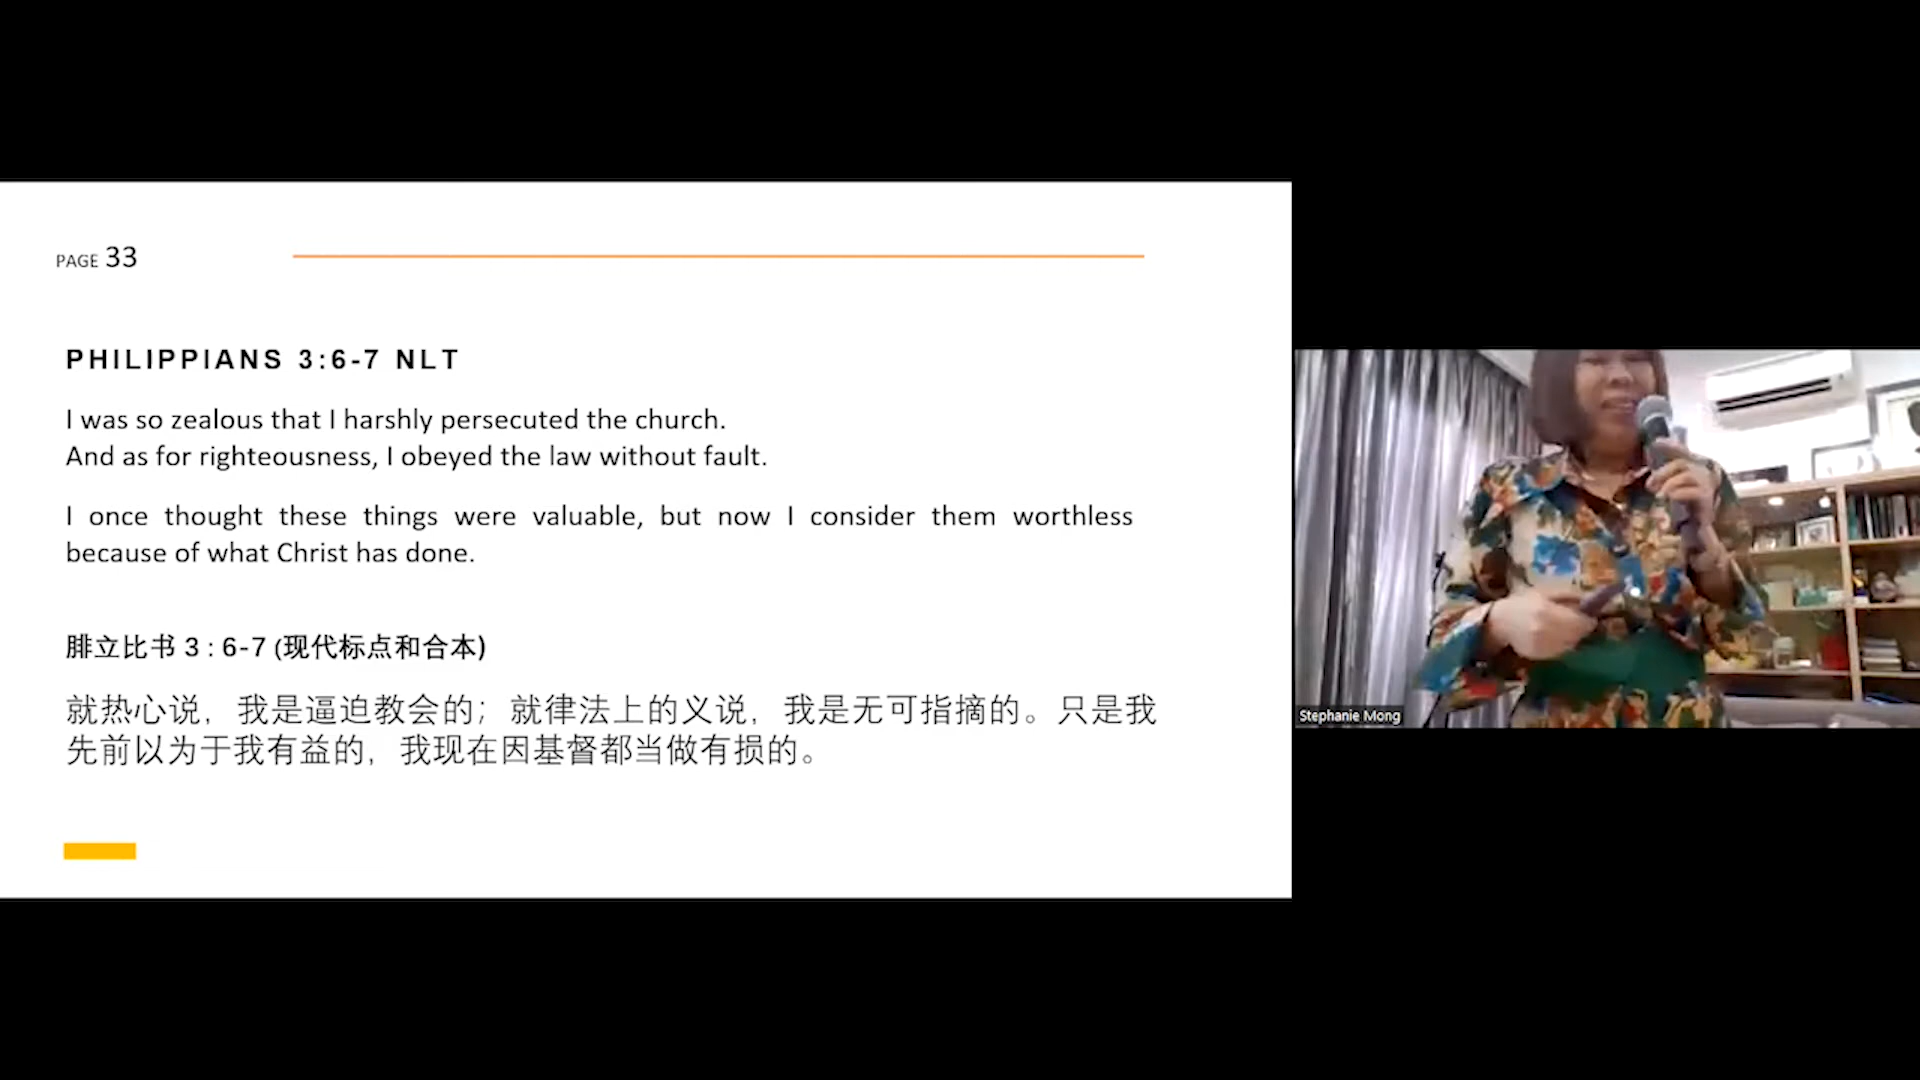 PAGE 33
PHILIPPIANS 3:6-7 NLT
I was so zealous that I harshly persecuted the church.
And as for righteousness, I obeyed the law without fault.
I once thought these things were valuable, but now I consider them worthless
because of what Christ has done.
腓立比书 3 : 6-7 (现代标点和合本)
就热心说，我是逼迫教会的；就律法上的义说，我是无可指摘的。只是我
先前以为于我有益的，我现在因基督都当做有损的。
Stephanie Mong